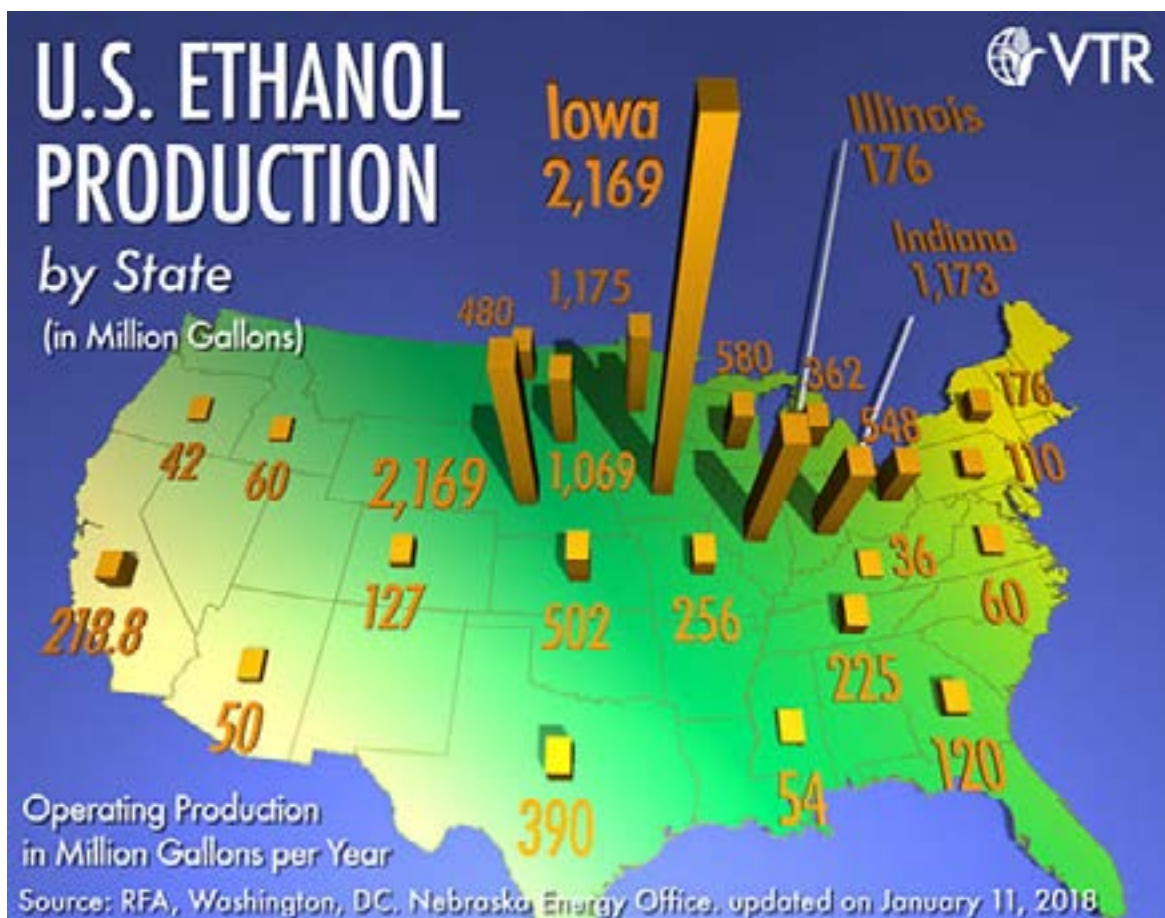 U.S. ETHANOL
PRODUCTION
by State
(in Million Gallons)
VTR
Iowa
2,169
Illinois
176
Indiana
1,173
480
1,175
580
362
548
176
110
42
60
2,169
1,069
36
60
218.8
127
502
256
225
50
390
54
120
Operating Production
in Million Gallons per Year
Source: RFA, Washington, DC. Nebraska Energy Office. updated on January 11, 2018